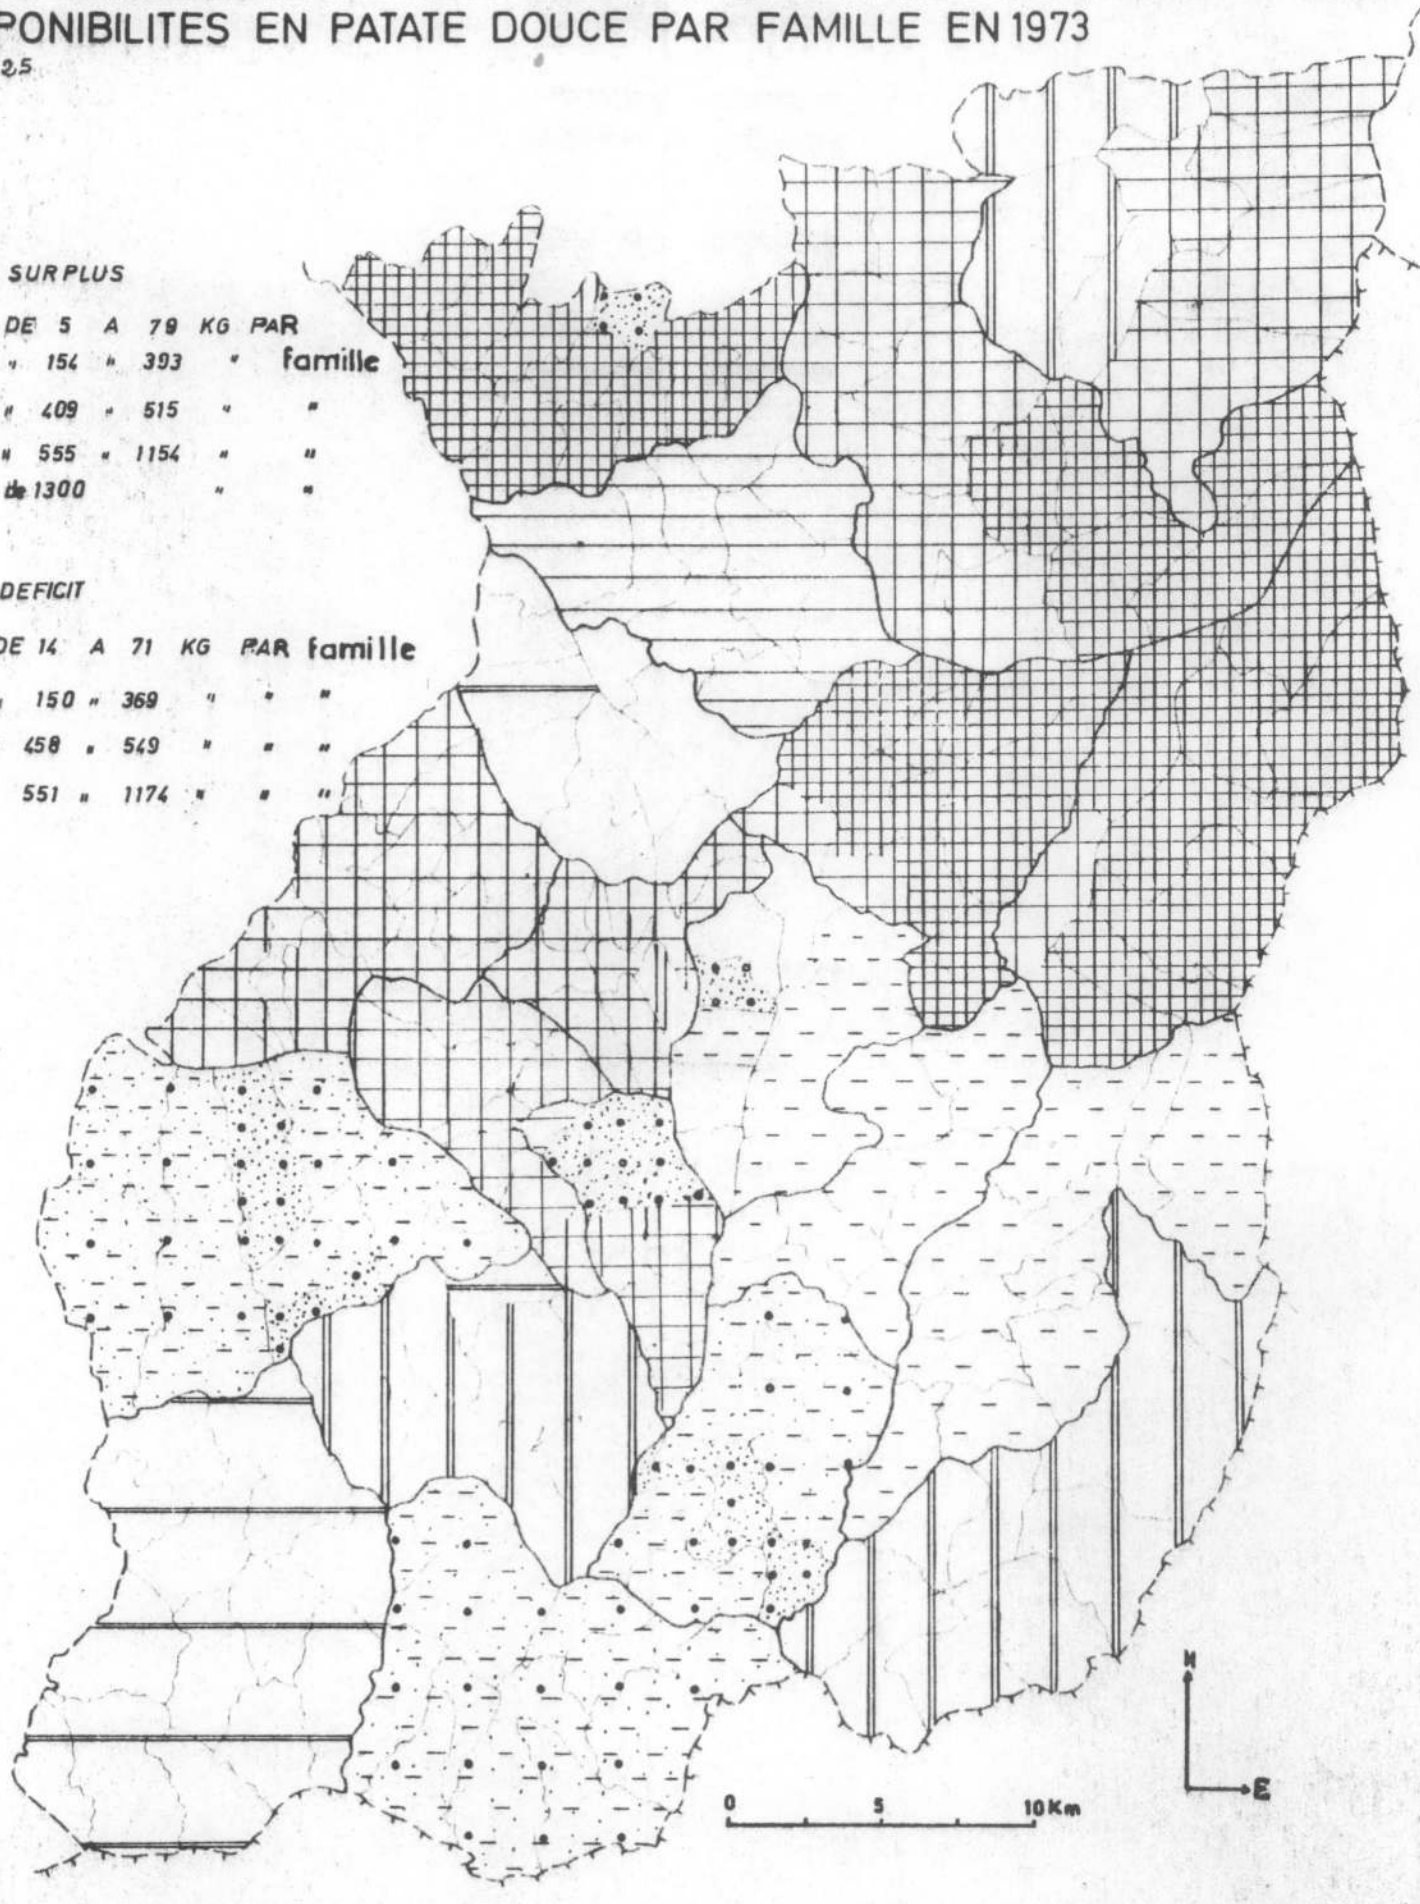 PONIBILITES EN PATATE DOUCE PAR FAMILLE EN 1973
25
SURPLUS
DE 5 A 79 KG PAR
" 154 " 393 " famille
" 409 " 515 " "
" 555 " 1154 " "
de 1300 " "
DEFICIT
DE 14 A 71 KG PAR famille
" 150 " 369 " " "
458 " 549 " " "
551 " 1174 " " "
N
E
0 5 10Km